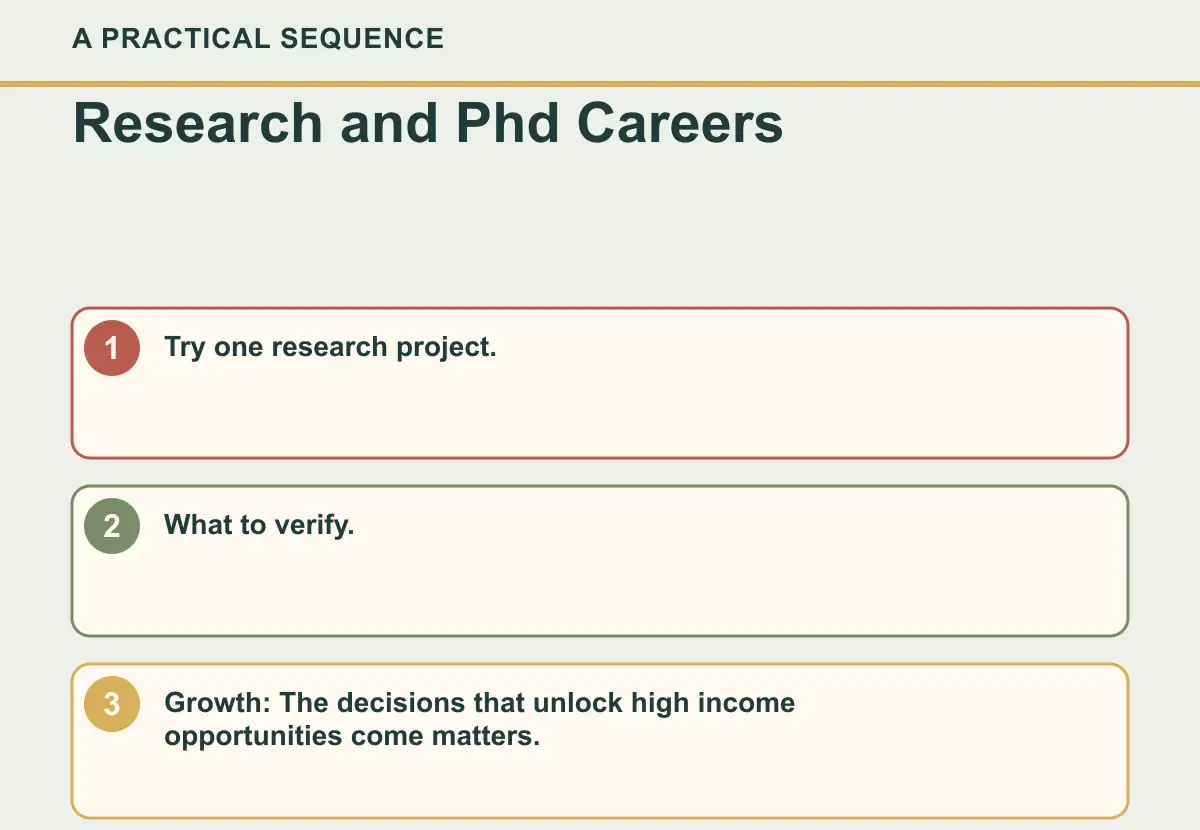 A PRACTICAL SEQUENCE
Research and Phd Careers
1
Try one research project.
2
What to verify.
3
Growth: The decisions that unlock high income
opportunities come matters.